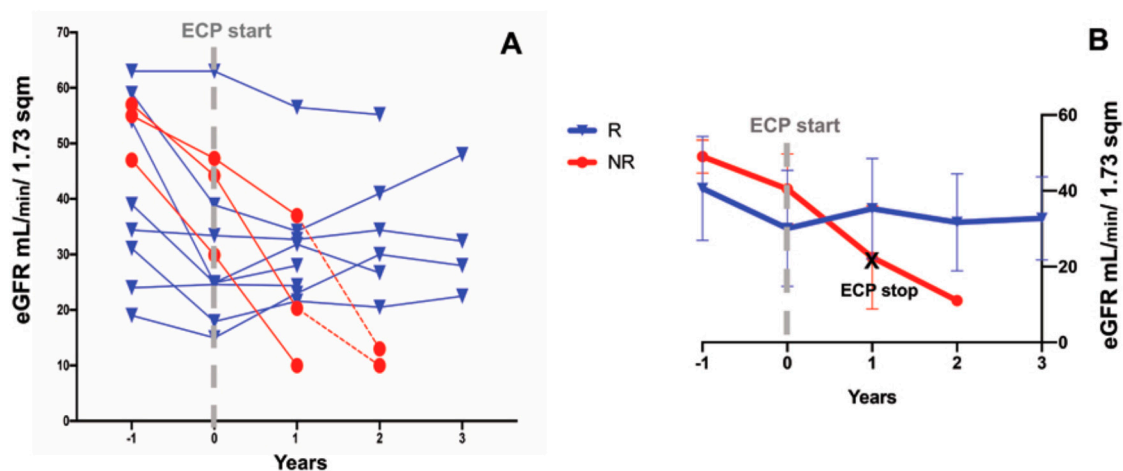 A
ECP start
eGFR mL/min/ 1.73 sqm
70
60
50
40
30
20
10
0
-1
0
1
2
3
Years
R
NR
B
ECP start
ECP stop
X
60
40
20
0
eGFR mL/min/ 1.73 sqm
-1
0
1
2
3
Years